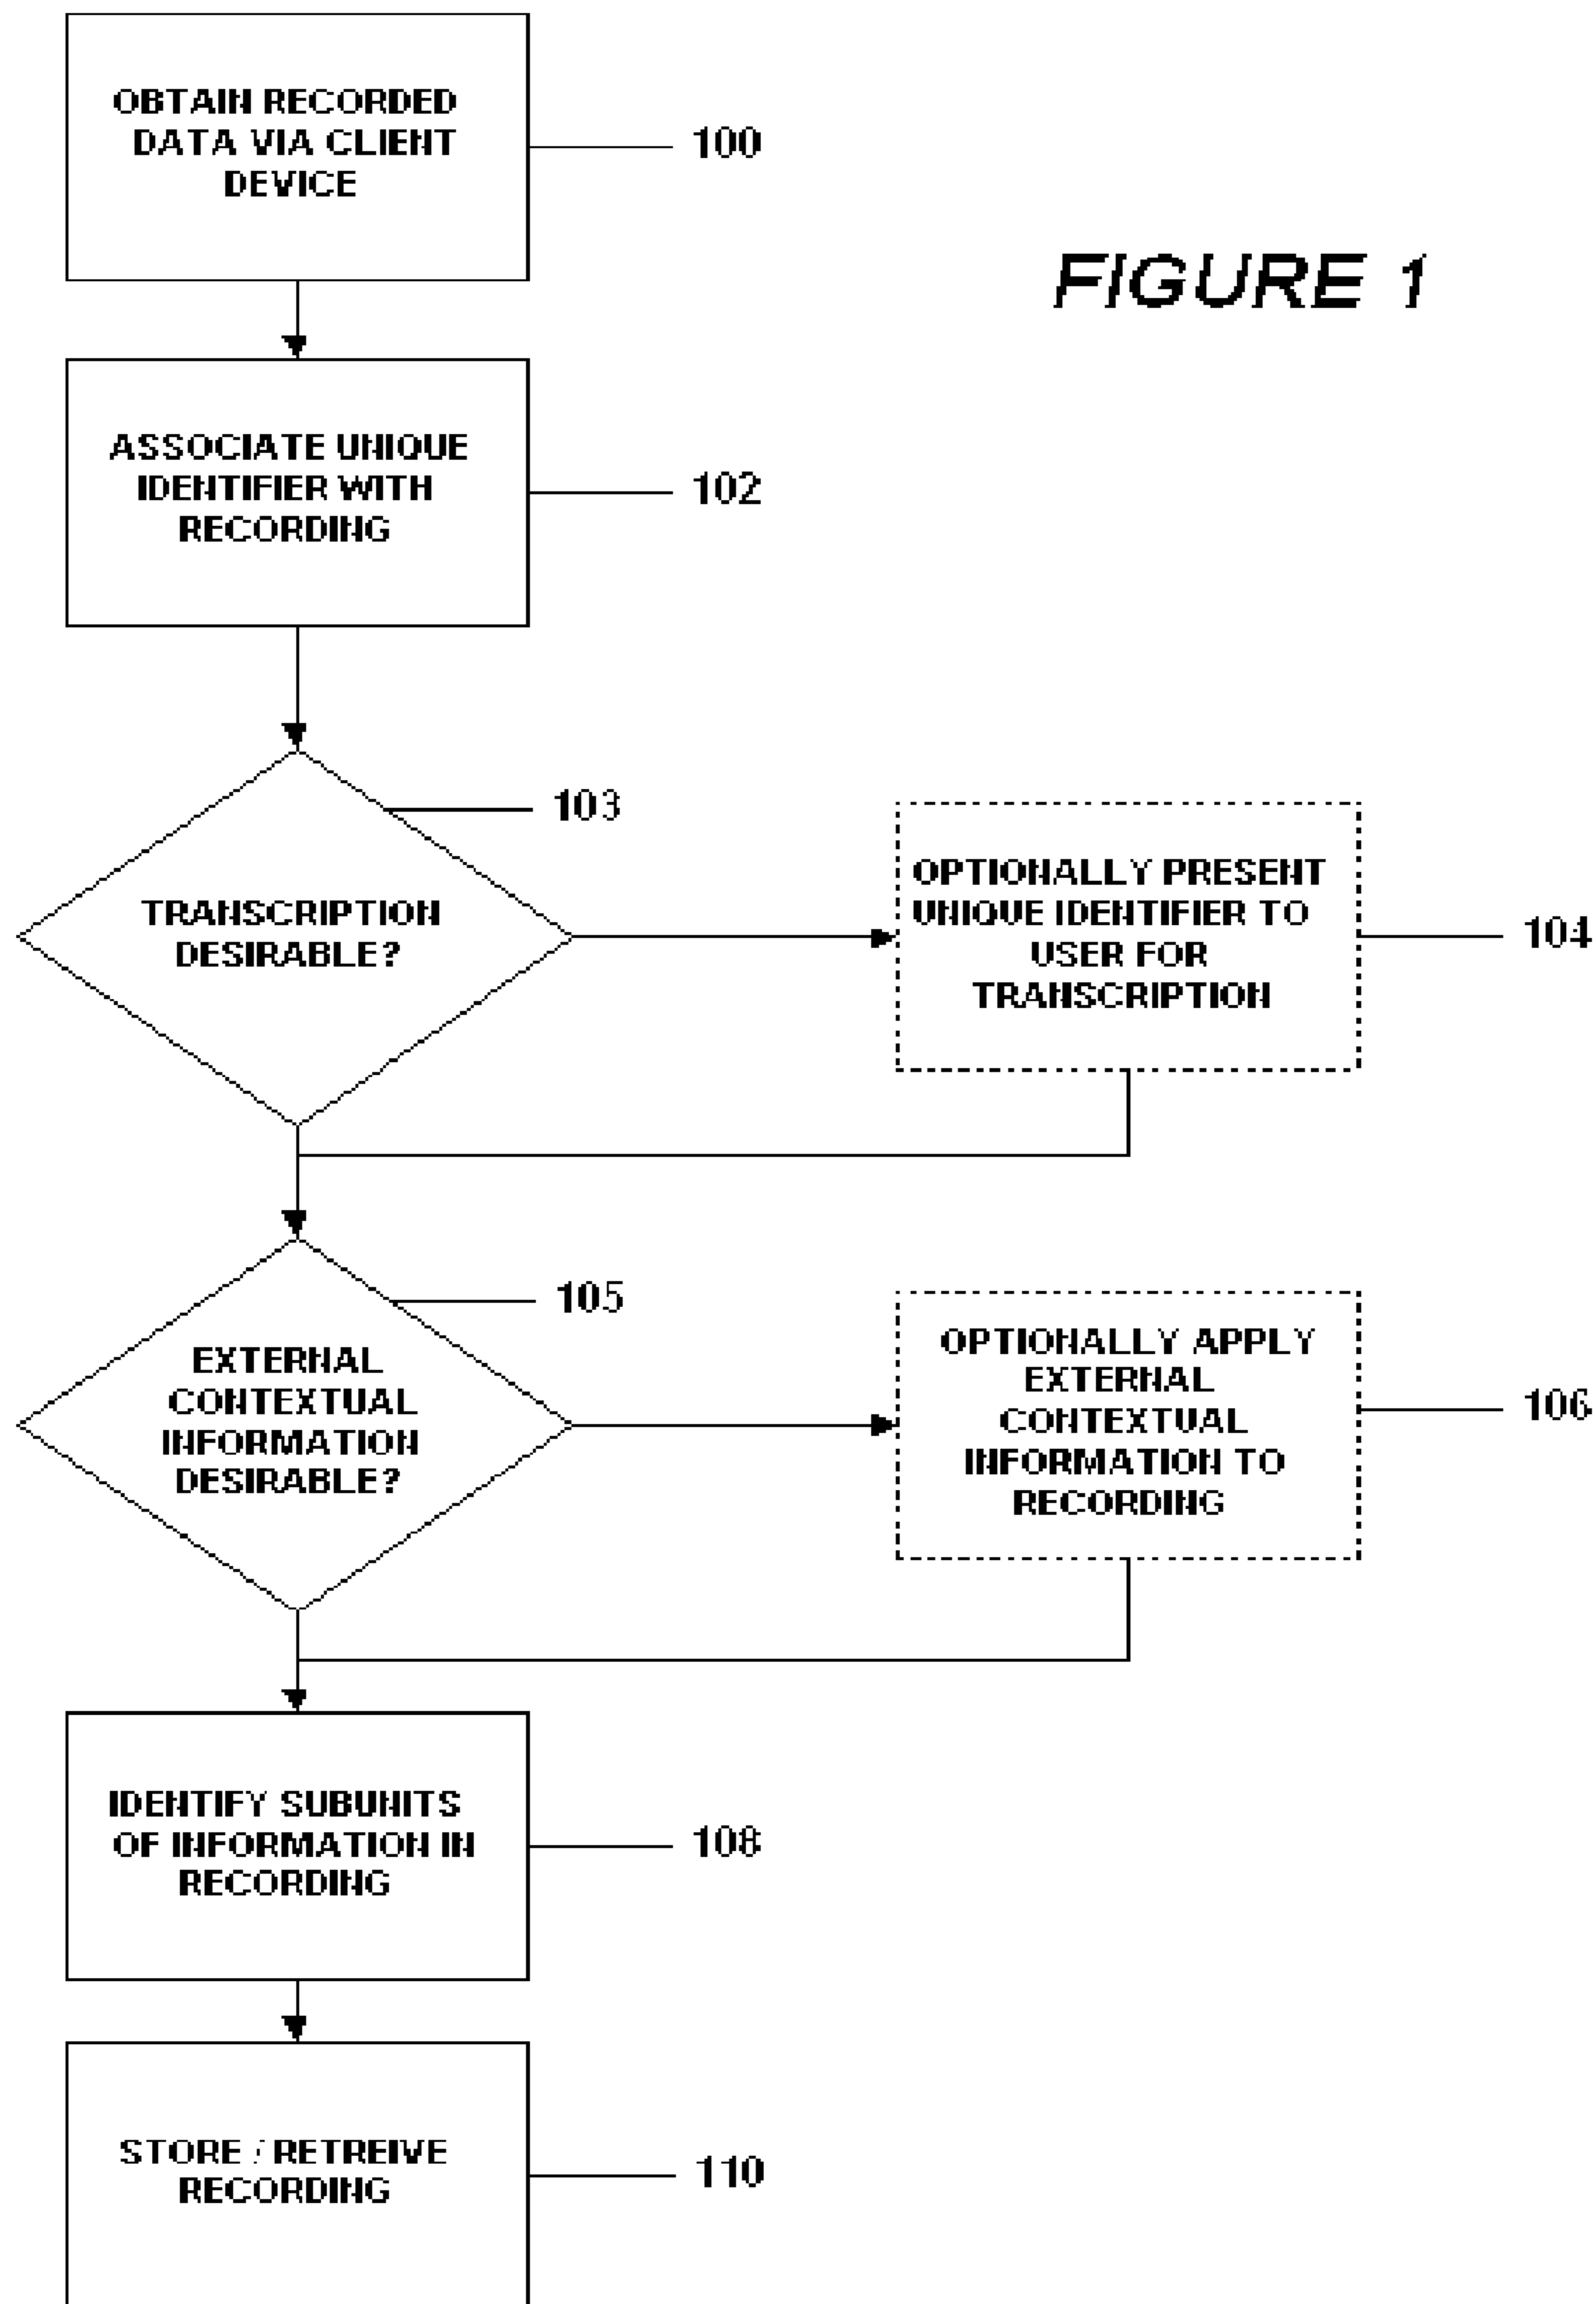 OBTAIN RECORDED
DATA VIA CLIENT
DEVICE
100
FIGURE 1
ASSOCIATE UNIQUE
IDENTIFIER WITH
RECORDING
102
103
TRANSCRIPTION
DESIRABLE?
OPTIONALLY PRESENT
UNIQUE IDENTIFIER TO
USER FOR
TRANSCRIPTION
104
105
EXTERNAL
CONTEXTUAL
INFORMATION
DESIRABLE?
OPTIONALLY APPLY
EXTERNAL
CONTEXTUAL
INFORMATION TO
RECORDING
106
IDENTIFY SUBUNITS
OF INFORMATION IN
RECORDING
108
STORE / RETREIVE
RECORDING
110